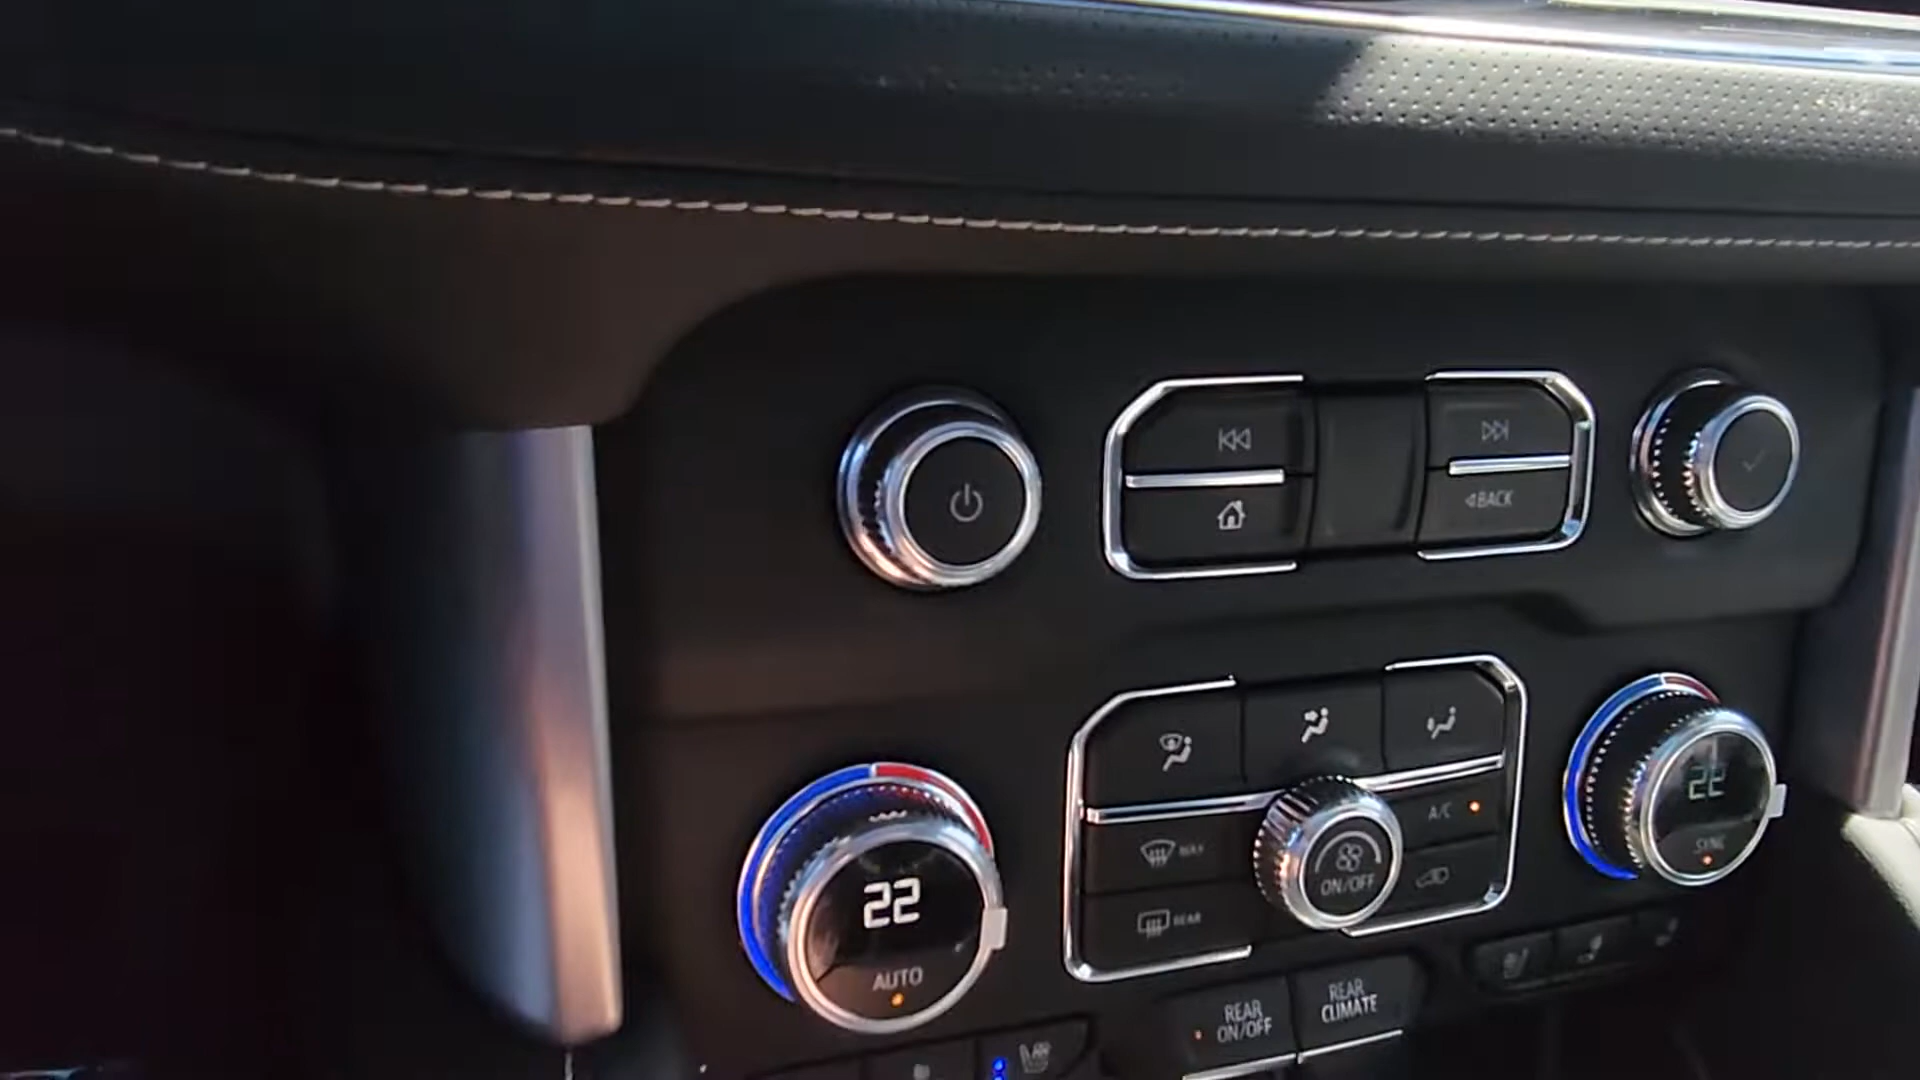 BACK
22
SYNC
A/C
MAX
ON/OFF
22
AUTO
REAR
REAR
ON/OFF
REAR
CLIMATE